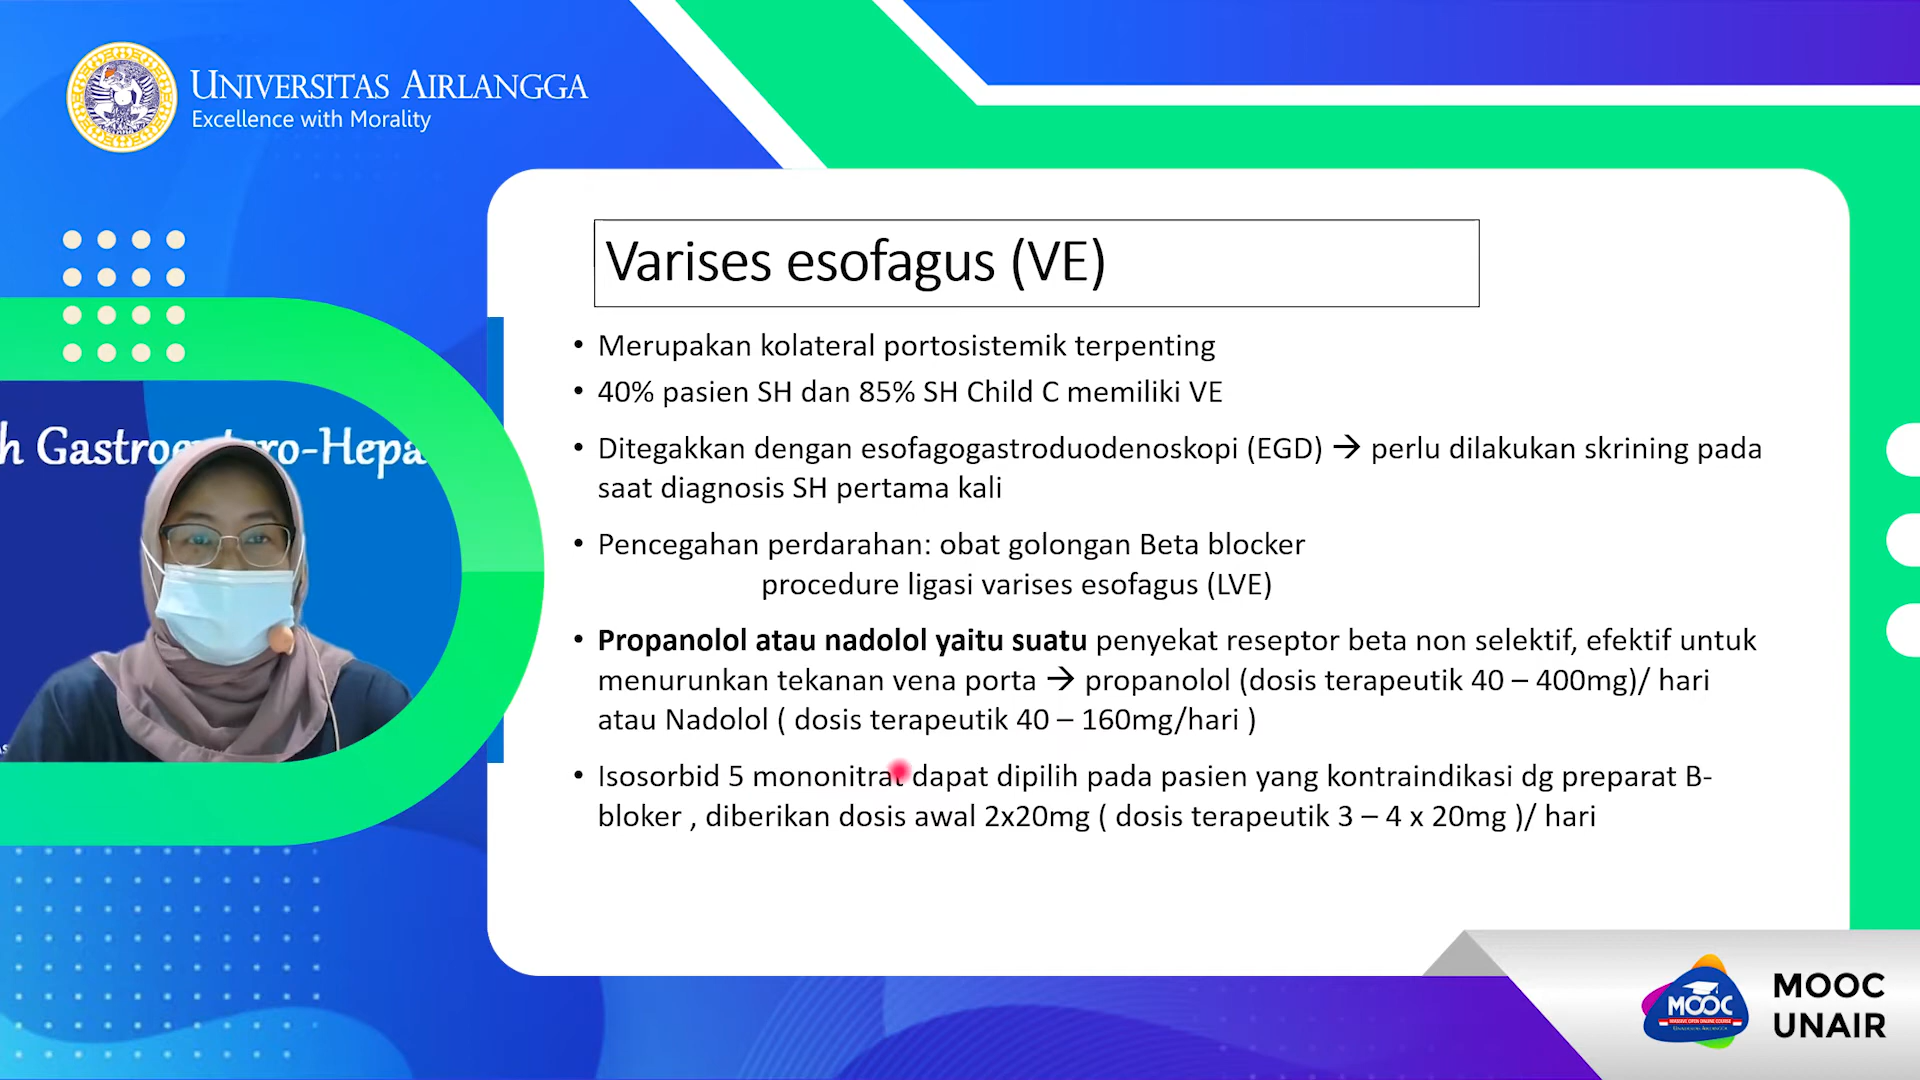 UNIVERSITAS AIRLANGGA
Excellence with Morality
Varises esofagus (VE)
• Merupakan kolateral portosistemik terpenting
• 40% pasien SH dan 85% SH Child C memiliki VE
• Ditegakkan dengan esofagogastroduodenoskopi (EGD) → perlu dilakukan skrining pada
saat diagnosis SH pertama kali
• Pencegahan perdarahan: obat golongan Beta blocker
procedure ligasi varises esofagus (LVE)
• Propanolol atau nadolol yaitu suatu penyekat reseptor beta non selektif, efektif untuk
menurunkan tekanan vena porta → propanolol (dosis terapeutik 40 – 400mg)/ hari
atau Nadolol ( dosis terapeutik 40 – 160mg/hari )
• Isosorbid 5 mononitrat dapat dipilih pada pasien yang kontraindikasi dg preparat B-
bloker , diberikan dosis awal 2x20mg ( dosis terapeutik 3 – 4 x 20mg )/ hari
MOOC
MOOC
UNAIR